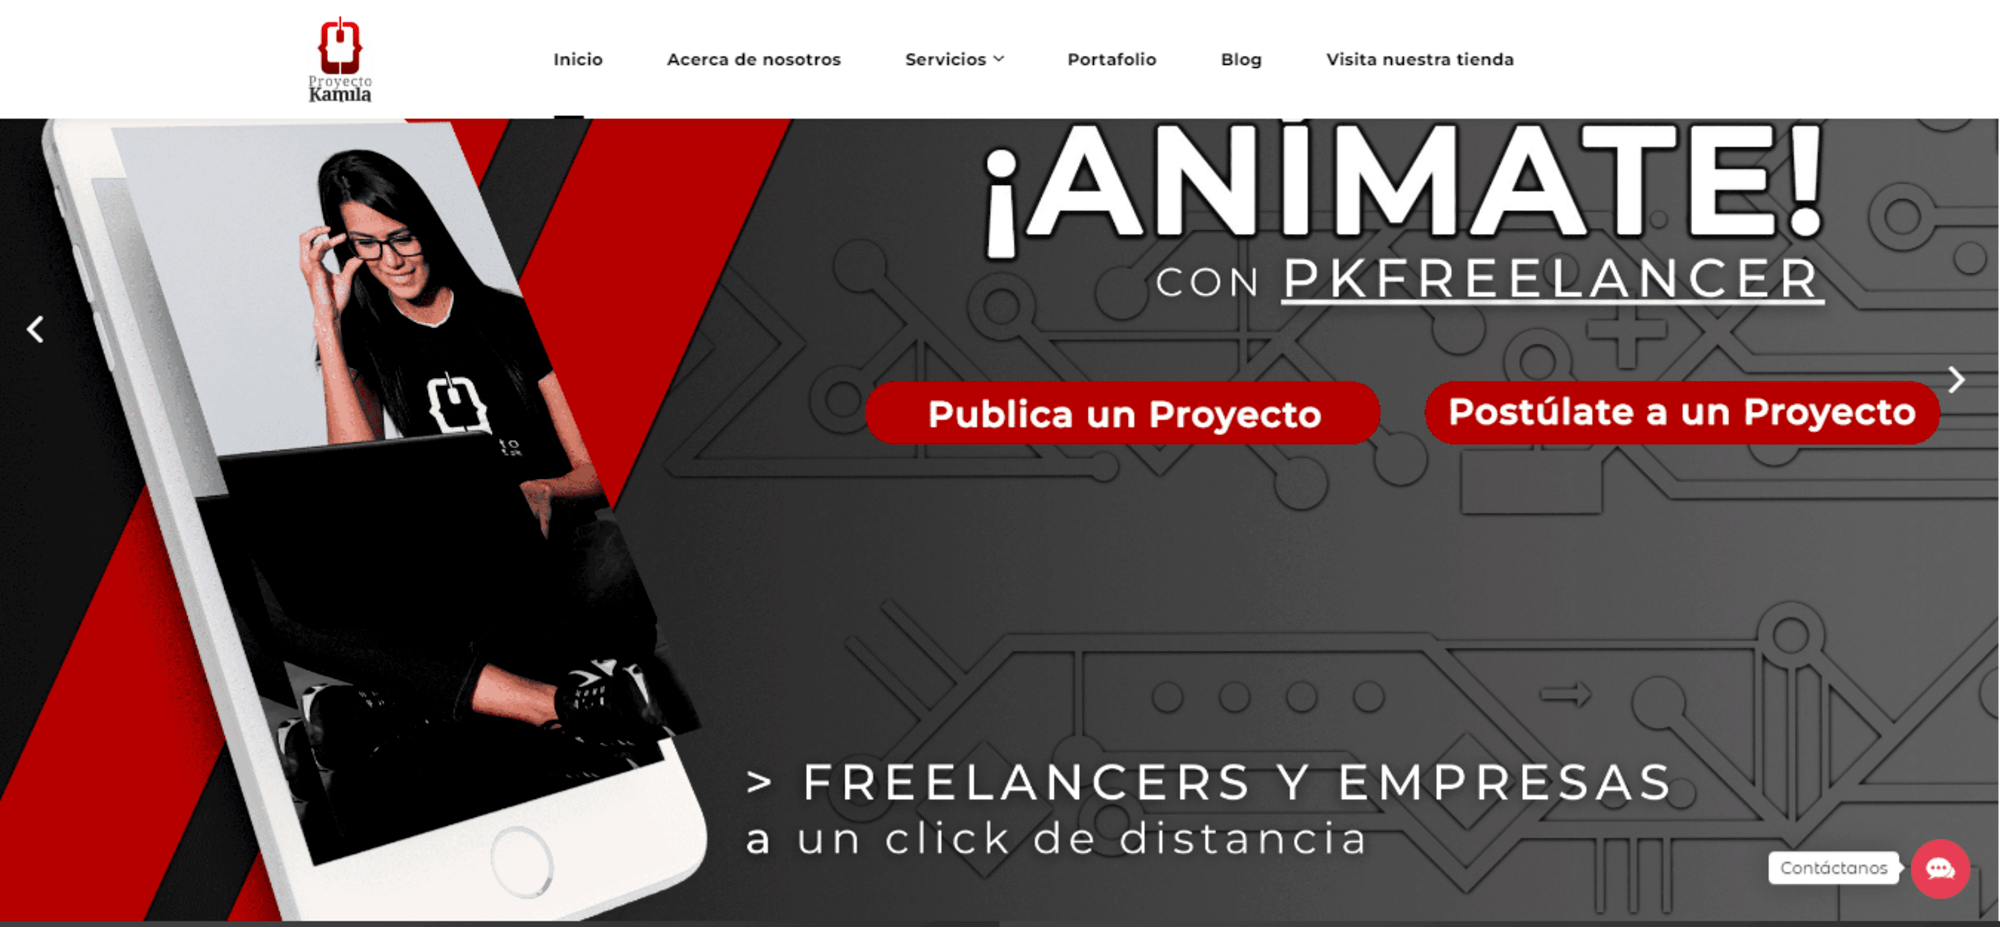 Proyecto
Kamila
Inicio
Acerca de nosotros
Servicios
Portafolio
Blog
Visita nuestra tienda
¡ANÍMATE!
CON PKFREELANCER
Publica un Proyecto
Postúlate a un Proyecto
> FREELANCERS Y EMPRESAS
a un click de distancia
Contáctanos